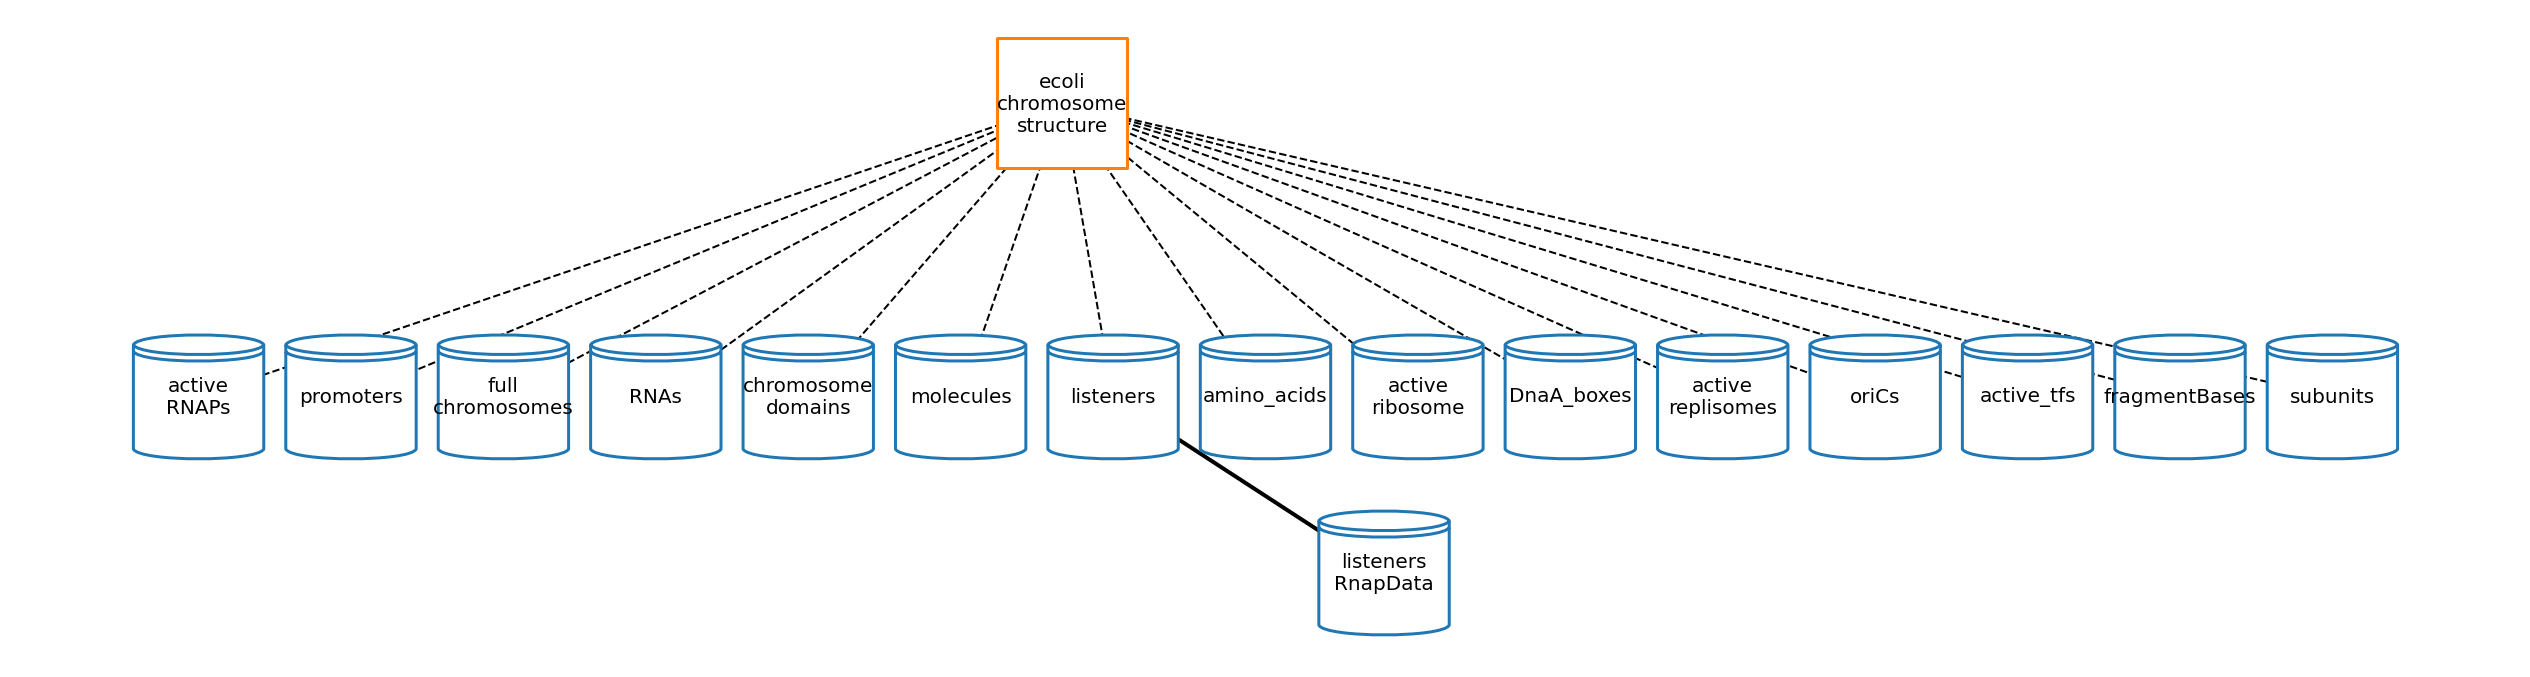 ecoli
chromosome
structure
active
RNAPs
promoters
full
chromosomes
RNAs
chromosome
domains
molecules
listeners
amino_acids
active
ribosome
DnaA_boxes
active
replisomes
oriCs
active_tfs
fragmentBases
subunits
listeners
RnapData